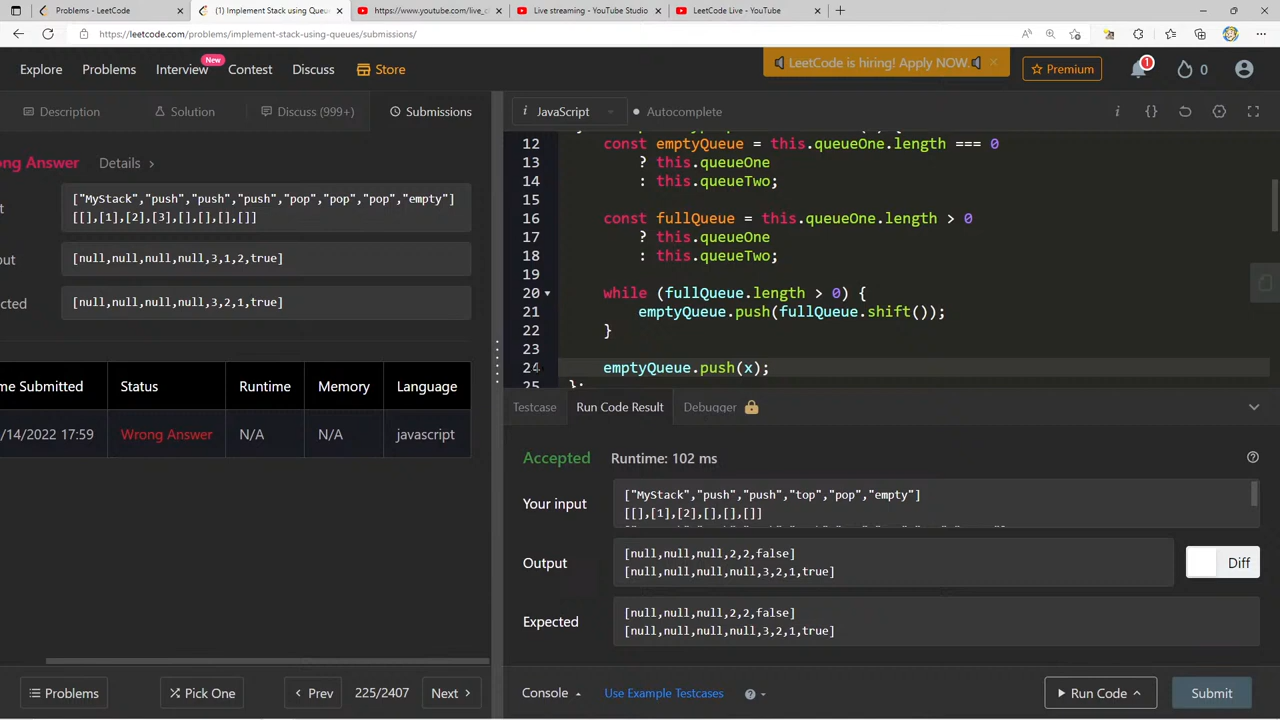 Problems - LeetCode
(1) Implement Stack using Queu
https://www.youtube.com/live_c
Live streaming - YouTube Studio
LeetCode Live - YouTube
https://leetcode.com/problems/implement-stack-using-queues/submissions/
Explore
Problems
Interview
New
Contest
Discuss
Store
LeetCode is hiring! Apply NOW.
Premium
1
0
Description
Solution
Discuss (999+)
Submissions
ong Answer
Details
t
["MyStack","push","push","push","pop","pop","pop","empty"]
[[],[1],[2],[3],[],[],[],[]]
put
[null,null,null,null,3,1,2,true]
cted
[null,null,null,null,3,2,1,true]
me Submitted
Status
Runtime
Memory
Language
/14/2022 17:59
Wrong Answer
N/A
N/A
javascript
Problems
Pick One
Prev
225/2407
Next
i
JavaScript
Autocomplete
i
{}
12 const emptyQueue = this.queueOne.length === 0
13 ? this.queueOne
14 : this.queueTwo;
15
16 const fullQueue = this.queueOne.length > 0
17 ? this.queueOne
18 : this.queueTwo;
19
20 while (fullQueue.length > 0) {
21 emptyQueue.push(fullQueue.shift());
22 }
23
24 emptyQueue.push(x);
25 };
Testcase
Run Code Result
Debugger
Accepted
Runtime: 102 ms
Your input
["MyStack","push","push","top","pop","empty"]
[[],[1],[2],[],[],[]]
Output
[null,null,null,2,2,false]
[null,null,null,null,3,2,1,true]
Diff
Expected
[null,null,null,2,2,false]
[null,null,null,null,3,2,1,true]
Console
Use Example Testcases
Run Code
Submit